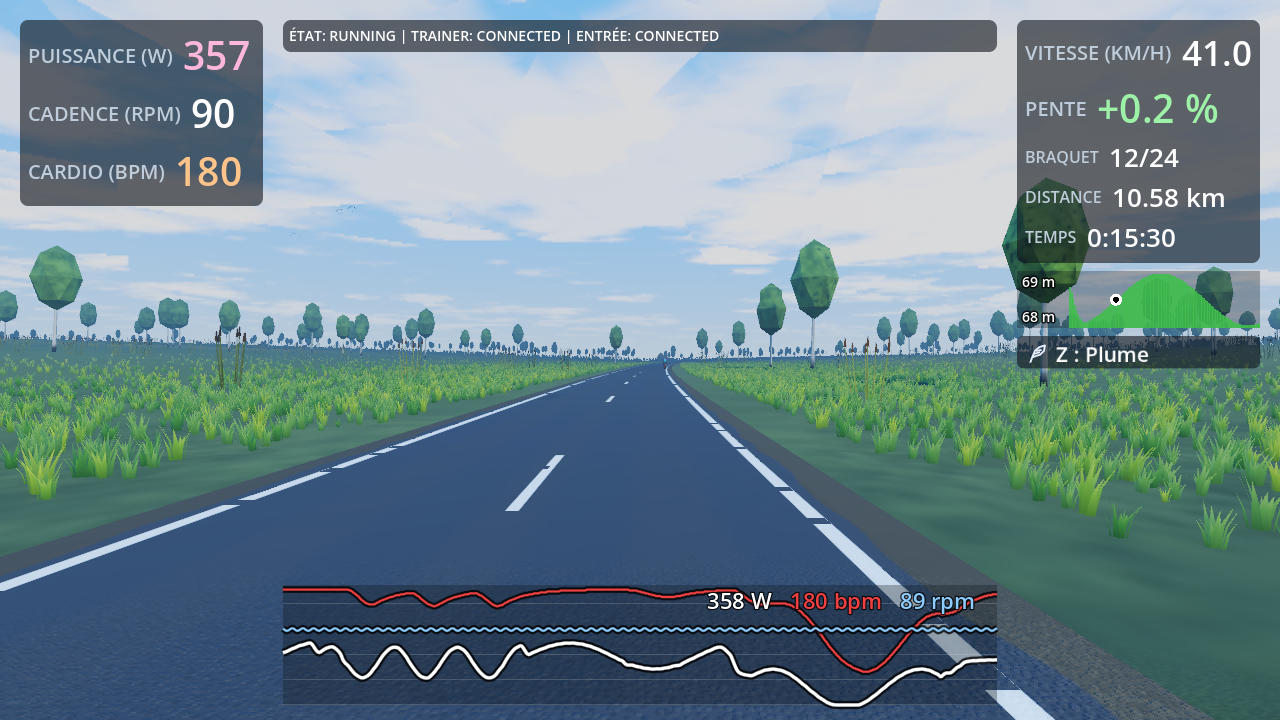 PUISSANCE (W) 357
CADENCE (RPM) 90
CARDIO (BPM) 180
ÉTAT: RUNNING | TRAINER: CONNECTED | ENTRÉE: CONNECTED
VITESSE (KM/H) 41.0
PENTE +0.2 %
BRAQUET 12/24
DISTANCE 10.58 km
TEMPS 0:15:30
69 m
68 m
Z : Plume
358 W 180 bpm 89 rpm